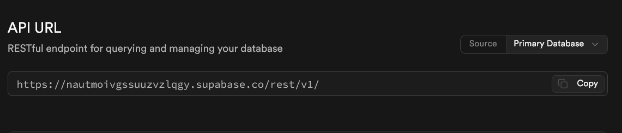 API URL
RESTful endpoint for querying and managing your database
Source Primary Database
https://nautmoivgssuuzvzlqgy.supabase.co/rest/v1/
Copy